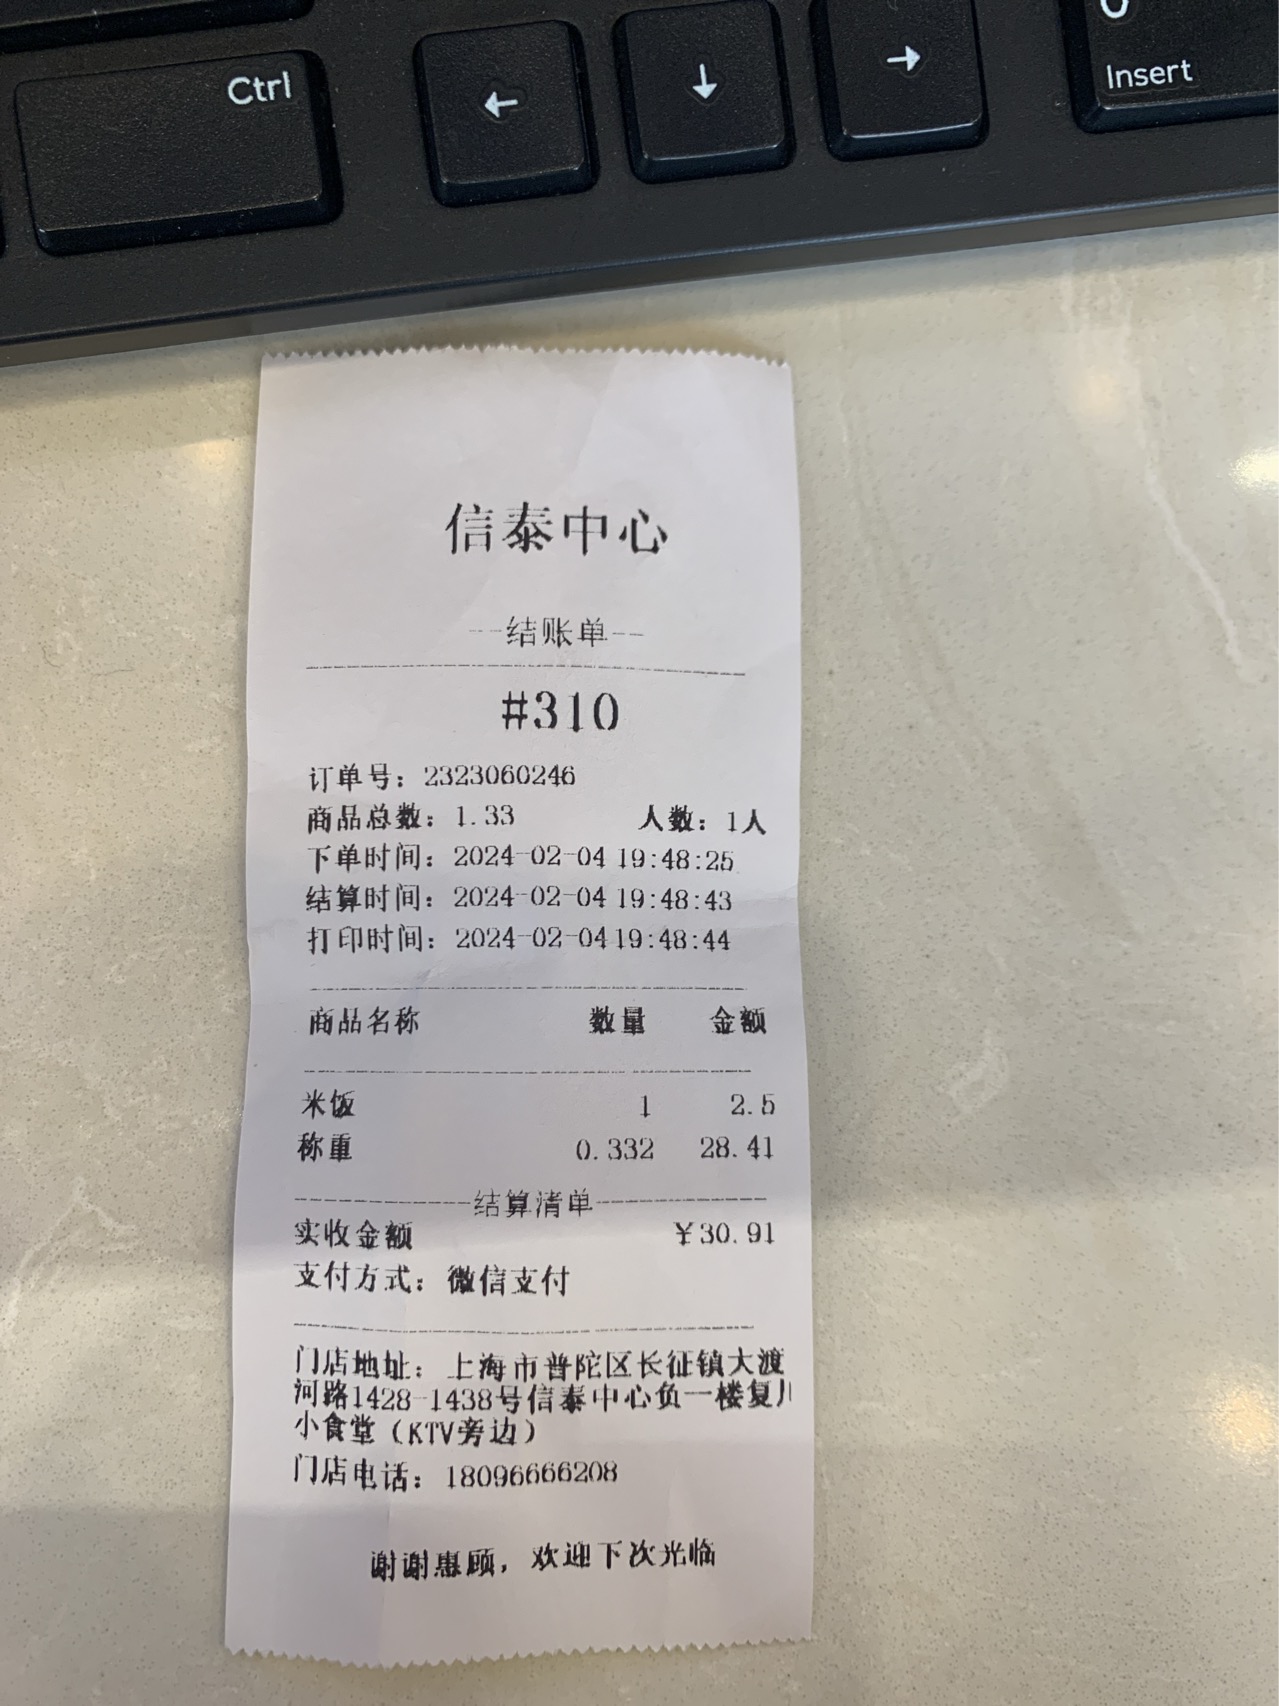 Ctrl
←
↓
→
Insert
信泰中心
--结账单--
#310
订单号：2323060246
商品总数：1.33 人数：1人
下单时间：2024-02-04 19:48:25
结算时间：2024-02-04 19:48:43
打印时间：2024-02-04 19:48:44
商品名称 数量 金额
米饭 1 2.5
称重 0.332 28.41
结算清单
实收金额 ￥30.91
支付方式：微信支付
门店地址：上海市普陀区长征镇大渡
河路1428-1438号信泰中心负一楼复
小食堂（KTV旁边）
门店电话：18096666208
谢谢惠顾，欢迎下次光临